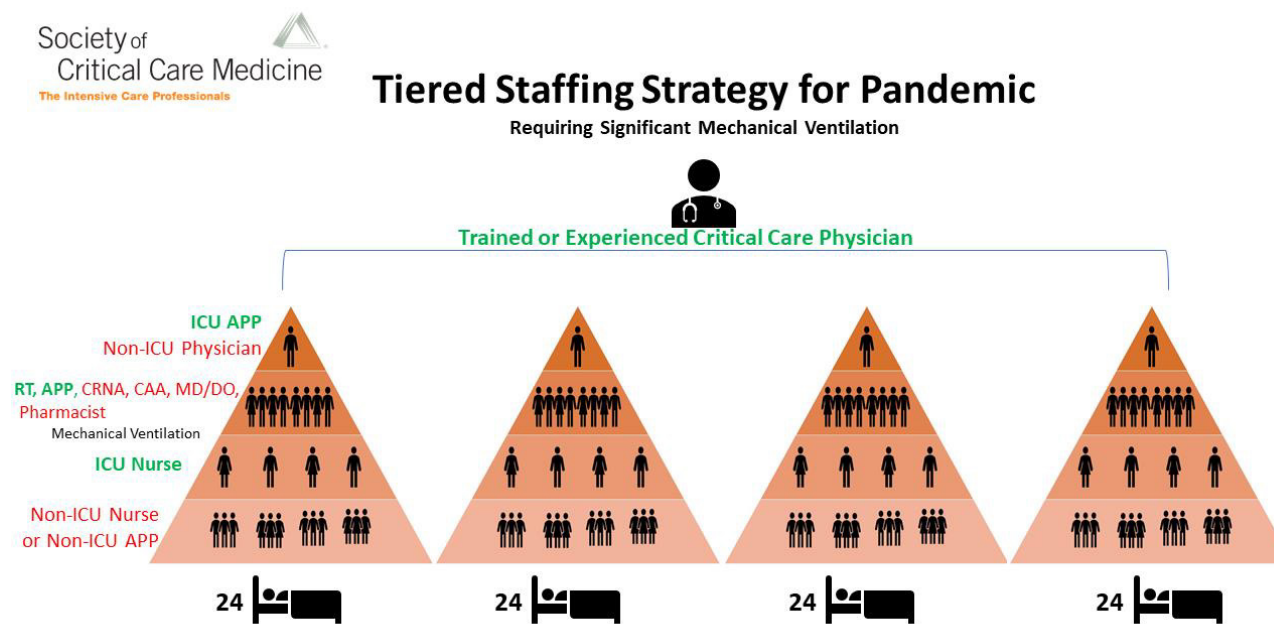 Society of
Critical Care Medicine
The Intensive Care Professionals
Tiered Staffing Strategy for Pandemic
Requiring Significant Mechanical Ventilation
Trained or Experienced Critical Care Physician
ICU APP
Non-ICU Physician
RT, APP, CRNA, CAA, MD/DO,
Pharmacist
Mechanical Ventilation
ICU Nurse
Non-ICU Nurse
or Non-ICU APP
24 24 24 24